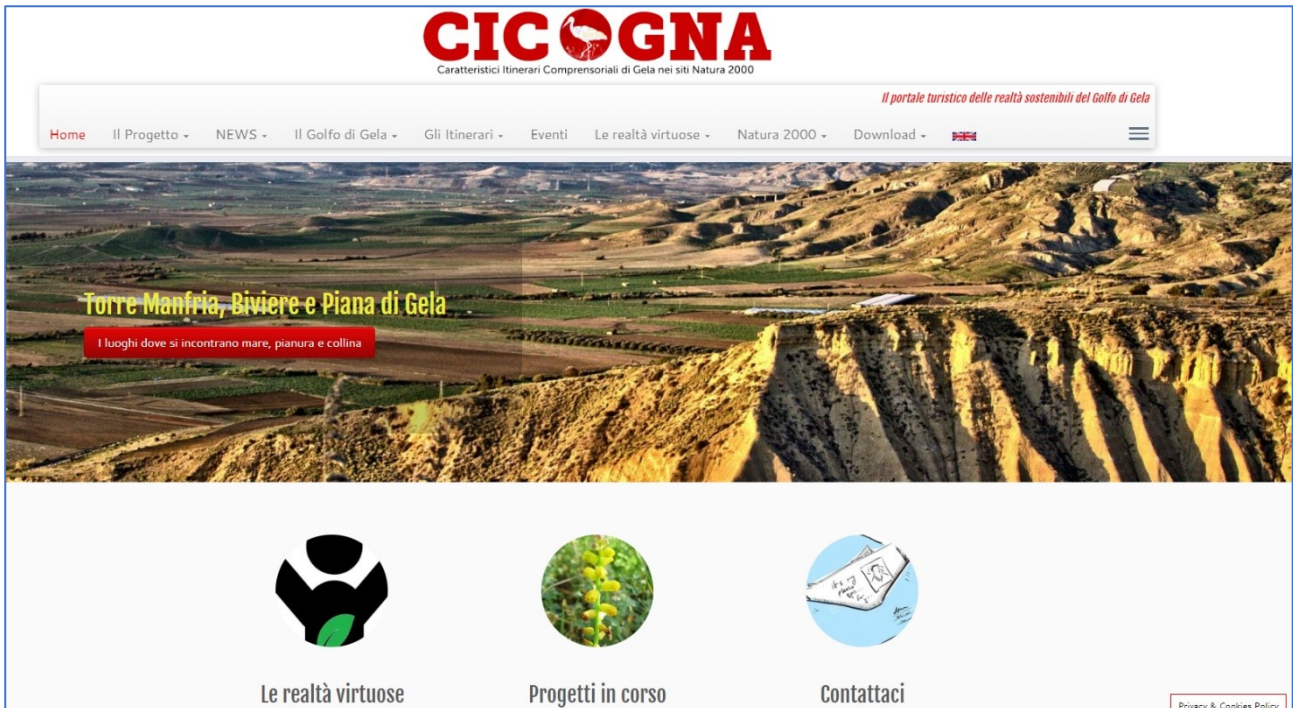 CICOGNA
Caratteristici Itinerari Comprensoriali di Gela nei siti Natura 2000
Il portale turistico delle realtà sostenibili del Golfo di Gela
Home Il Progetto NEWS Il Golfo di Gela Gli Itinerari Eventi Le realtà virtuose Natura 2000 Download
Torre Manfria, Biviere e Piana di Gela
I luoghi dove si incontrano mare, pianura e collina
Le realtà virtuose Progetti in corso Contattaci
Privacy & Cookies Policy